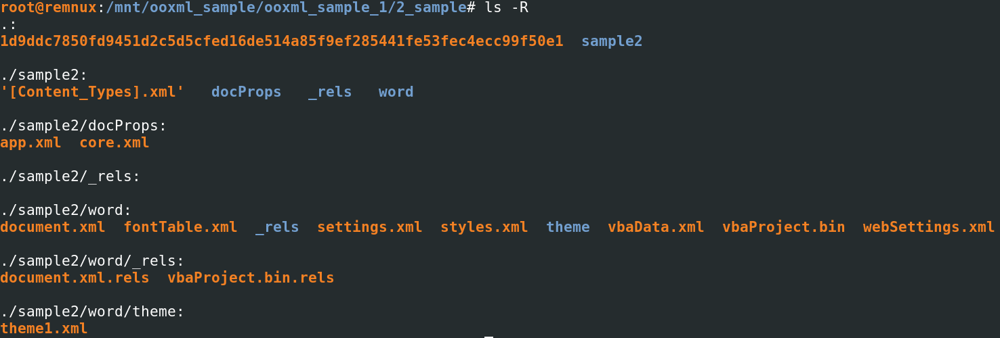 root@remnux:/mnt/ooxml_sample/ooxml_sample_1/2_sample# ls -R
.:
1d9ddc7850fd9451d2c5d5cfed16de514a85f9ef285441fe53fec4ecc99f50e1  sample2
./sample2:
'[Content_Types].xml'   docProps   _rels   word
./sample2/docProps:
app.xml  core.xml
./sample2/_rels:
./sample2/word:
document.xml  fontTable.xml  _rels  settings.xml  styles.xml  theme  vbaData.xml  vbaProject.bin  webSettings.xml
./sample2/word/_rels:
document.xml.rels  vbaProject.bin.rels
./sample2/word/theme:
theme1.xml